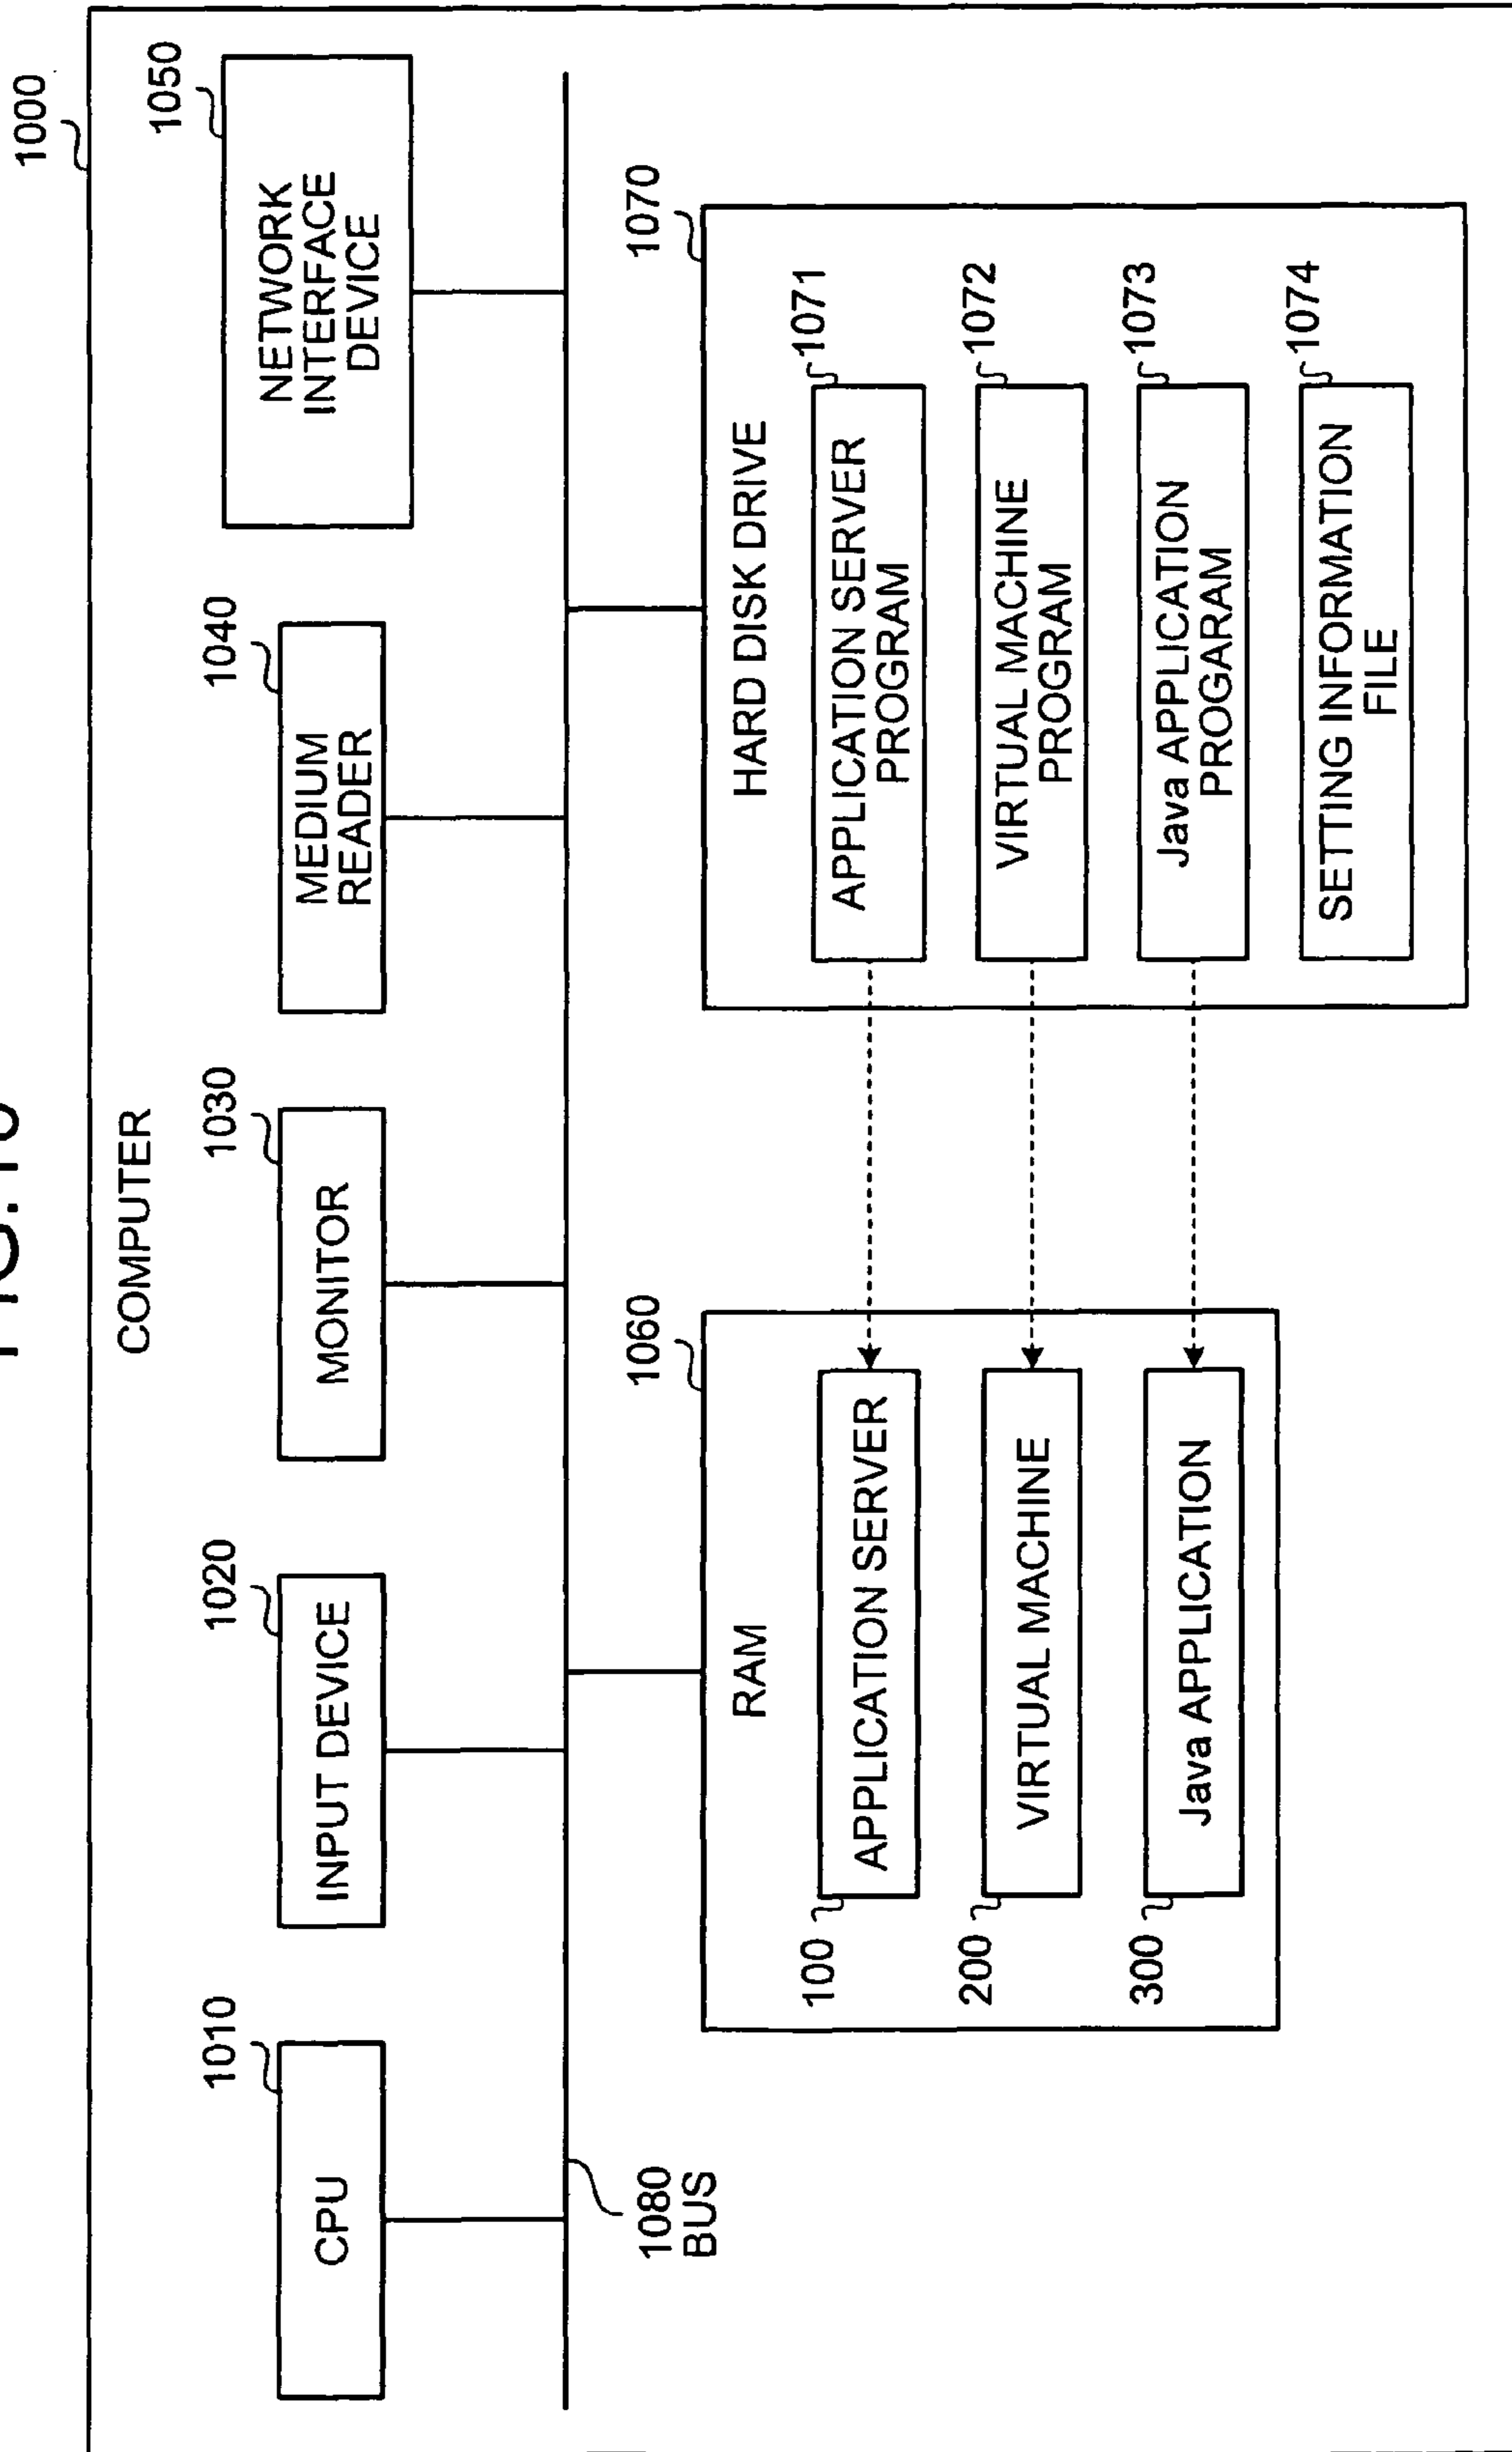 1000
COMPUTER
1010
CPU
1020
INPUT DEVICE
1030
MONITOR
1040
MEDIUM
READER
1050
NETWORK
INTERFACE
DEVICE
1080
BUS
1060
RAM
100
APPLICATION SERVER
200
VIRTUAL MACHINE
300
Java APPLICATION
1070
HARD DISK DRIVE
1071
APPLICATION SERVER
PROGRAM
1072
VIRTUAL MACHINE
PROGRAM
1073
Java APPLICATION
PROGARAM
1074
SETTING INFORMATION
FILE